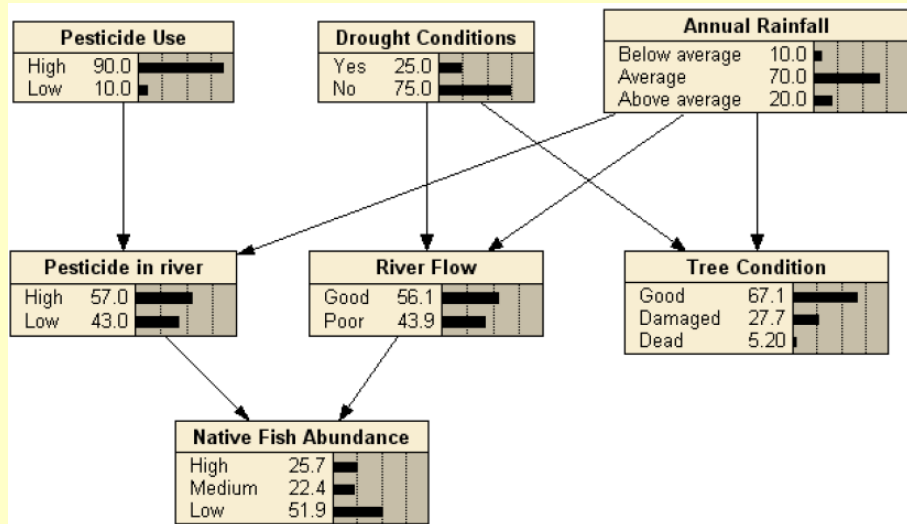 Pesticide Use
High 90.0
Low 10.0
Drought Conditions
Yes 25.0
No 75.0
Annual Rainfall
Below average 10.0
Average 70.0
Above average 20.0
Pesticide in river
High 57.0
Low 43.0
River Flow
Good 56.1
Poor 43.9
Tree Condition
Good 67.1
Damaged 27.7
Dead 5.20
Native Fish Abundance
High 25.7
Medium 22.4
Low 51.9